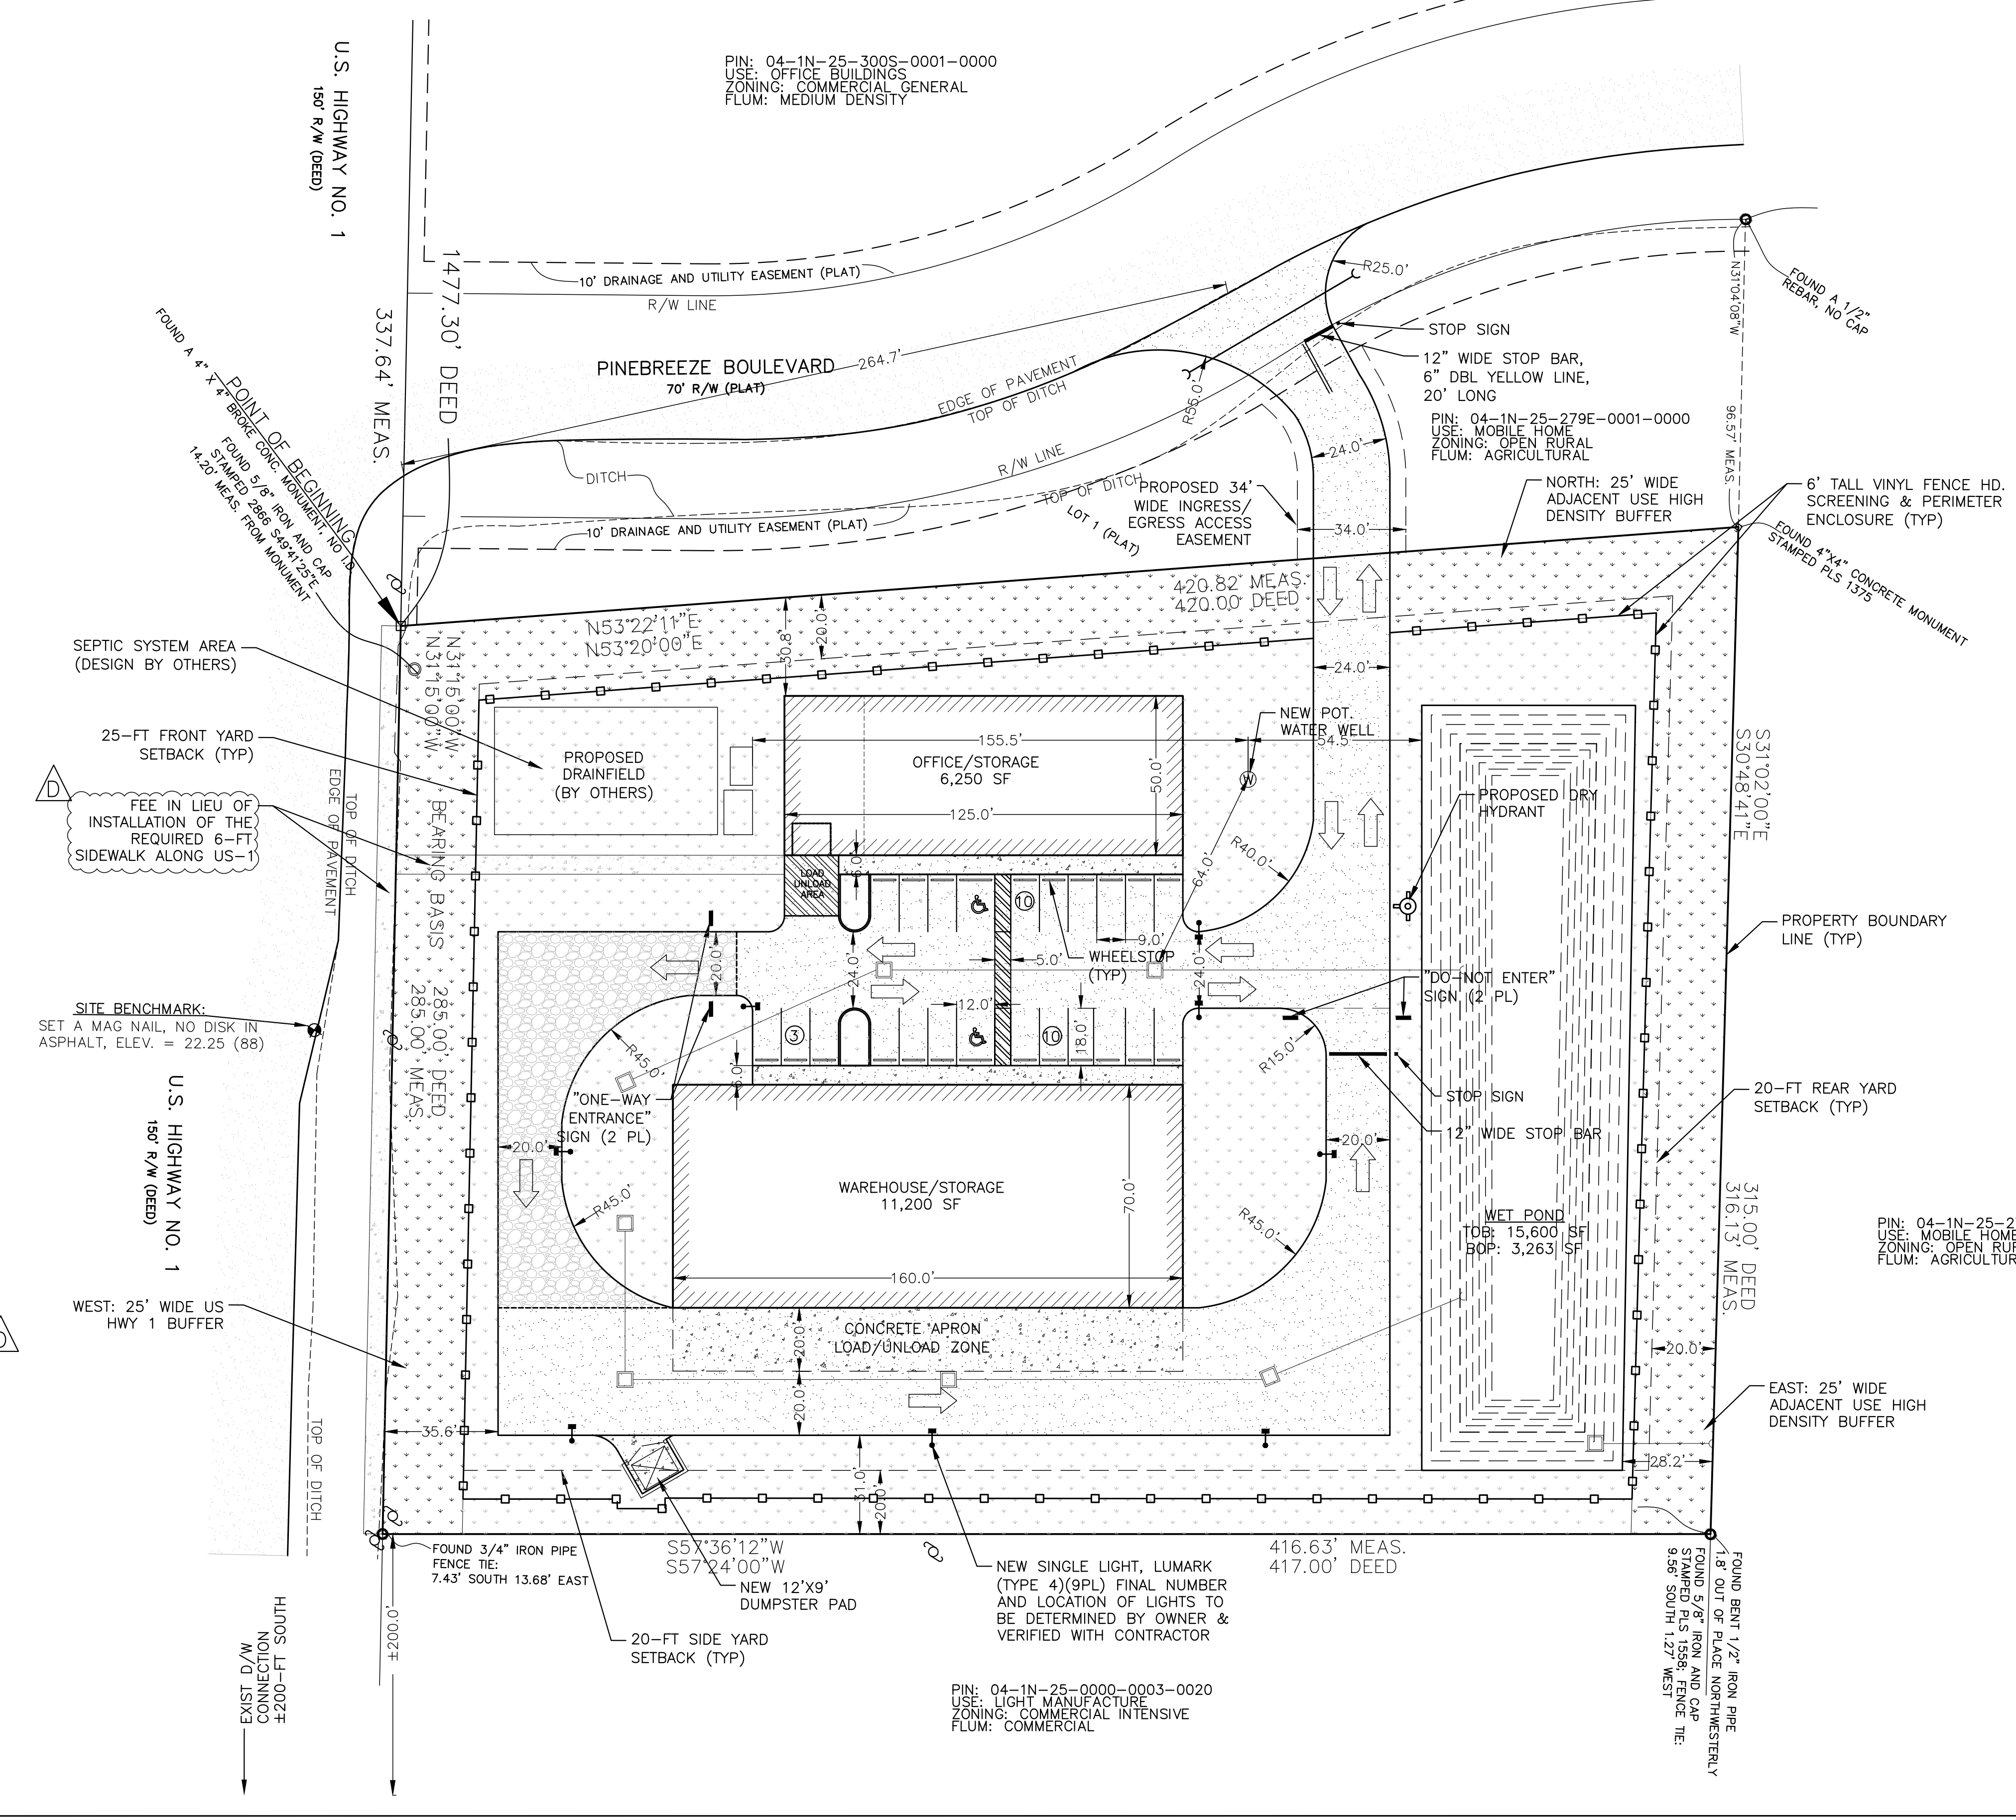 U.S. HIGHWAY NO. 1
150' R/W (DEED)
PIN: 04-1N-25-300S-0001-0000
USE: OFFICE BUILDINGS
ZONING: COMMERCIAL GENERAL
FLUM: MEDIUM DENSITY
10' DRAINAGE AND UTILITY EASEMENT (PLAT)
R/W LINE
337.64' MEAS.
1477.30' DEED
PINEBREEZE BOULEVARD
70' R/W (PLAT)
264.7'
EDGE OF PAVEMENT
TOP OF DITCH
R25.0'
R55.0'
STOP SIGN
12" WIDE STOP BAR,
6" DBL YELLOW LINE,
20' LONG
N31°04'08"W
96.57' MEAS.
FOUND A 1/2"
REBAR, NO CAP
PIN: 04-1N-25-279E-0001-0000
USE: MOBILE HOME
ZONING: OPEN RURAL
FLUM: AGRICULTURAL
POINT OF BEGINNING
FOUND A 4" X 4" BROKE CONC. MONUMENT, NO I.D
FOUND 5/8" IRON AND CAP
STAMPED 2866 S49°41'25"E
14.20' MEAS. FROM MONUMENT
DITCH
R/W LINE
TOP OF DITCH
10' DRAINAGE AND UTILITY EASEMENT (PLAT)
LOT 1 (PLAT)
24.0'
PROPOSED 34'
WIDE INGRESS/
EGRESS ACCESS
EASEMENT
34.0'
NORTH: 25' WIDE
ADJACENT USE HIGH
DENSITY BUFFER
6' TALL VINYL FENCE HD.
SCREENING & PERIMETER
ENCLOSURE (TYP)
FOUND 4"X4" CONCRETE MONUMENT
STAMPED PLS 1375
420.82 MEAS.
420.00 DEED
N53°22'11"E
N53°20'00"E
30.8'
20.0'
24.0'
SEPTIC SYSTEM AREA
(DESIGN BY OTHERS)
N31°15'00"W
N31°15'00"W
25-FT FRONT YARD
SETBACK (TYP)
PROPOSED
DRAINFIELD
(BY OTHERS)
155.5'
OFFICE/STORAGE
6,250 SF
50.0'
125.0'
NEW POT.
WATER WELL
54.5'
W
S31°02'00"E
S30°48'41"E
D
FEE IN LIEU OF
INSTALLATION OF THE
REQUIRED 6-FT
SIDEWALK ALONG US-1
EDGE OF PAVEMENT
TOP OF DITCH
BEARING BASIS
LOAD
UNLOAD
AREA
6.0'
10
64.0'
R40.0'
PROPOSED DRY
HYDRANT
PROPERTY BOUNDARY
LINE (TYP)
20.0'
24.0'
5.0'
9.0'
WHEELSTOP
(TYP)
24.0'
"DO-NOT ENTER"
SIGN (2 PL)
285.00' DEED
285.00' MEAS.
SITE BENCHMARK:
SET A MAG NAIL, NO DISK IN
ASPHALT, ELEV. = 22.25 (88)
12.0'
3
10
18.0'
R45.0'
6.0'
R15.0'
U.S. HIGHWAY NO. 1
150' R/W (DEED)
"ONE-WAY
ENTRANCE"
SIGN (2 PL)
STOP SIGN
12" WIDE STOP BAR
20-FT REAR YARD
SETBACK (TYP)
20.0'
20.0'
WAREHOUSE/STORAGE
11,200 SF
70.0'
160.0'
R45.0'
R45.0'
WET POND
TOB: 15,600 SF
BOP: 3,263 SF
315.00' DEED
316.13' MEAS.
PIN: 04-1N-25-2
USE: MOBILE HOME
ZONING: OPEN RUR
FLUM: AGRICULTUR
WEST: 25' WIDE US
HWY 1 BUFFER
CONCRETE APRON
LOAD/UNLOAD ZONE
20.0'
20.0'
20.0'
EAST: 25' WIDE
ADJACENT USE HIGH
DENSITY BUFFER
TOP OF DITCH
35.6'
31.0'
20.0'
28.2'
FOUND 3/4" IRON PIPE
FENCE TIE:
7.43' SOUTH 13.68' EAST
S57°36'12"W
S57°24'00"W
416.63' MEAS.
417.00' DEED
NEW 12'X9'
DUMPSTER PAD
20-FT SIDE YARD
SETBACK (TYP)
NEW SINGLE LIGHT, LUMARK
(TYPE 4)(9PL) FINAL NUMBER
AND LOCATION OF LIGHTS TO
BE DETERMINED BY OWNER &
VERIFIED WITH CONTRACTOR
FOUND BENT 1/2" IRON PIPE
1.8' OUT OF PLACE NORTHWESTERLY
FOUND 5/8" IRON AND CAP
STAMPED PLS 1558; FENCE TIE:
9.56' SOUTH 1.27' WEST
±200.0'
EXIST D/W
CONNECTION
±200-FT SOUTH
PIN: 04-1N-25-0000-0003-0020
USE: LIGHT MANUFACTURE
ZONING: COMMERCIAL INTENSIVE
FLUM: COMMERCIAL